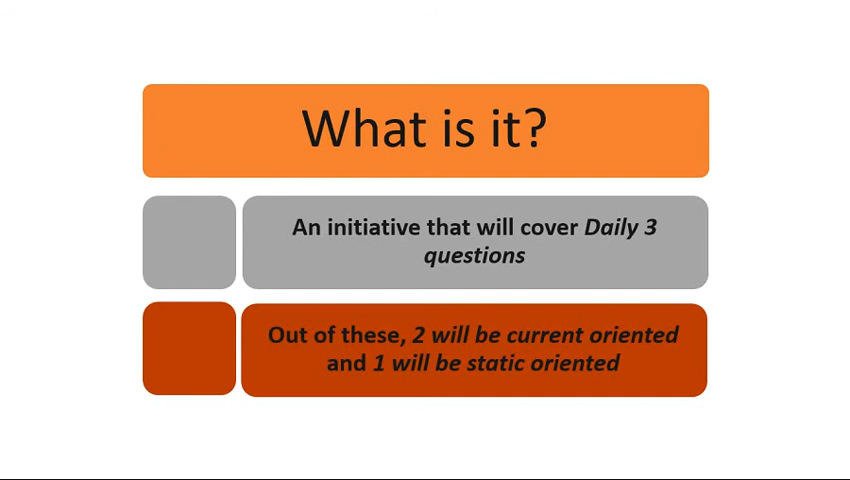 What is it?
An initiative that will cover Daily 3
questions
Out of these, 2 will be current oriented
and 1 will be static oriented